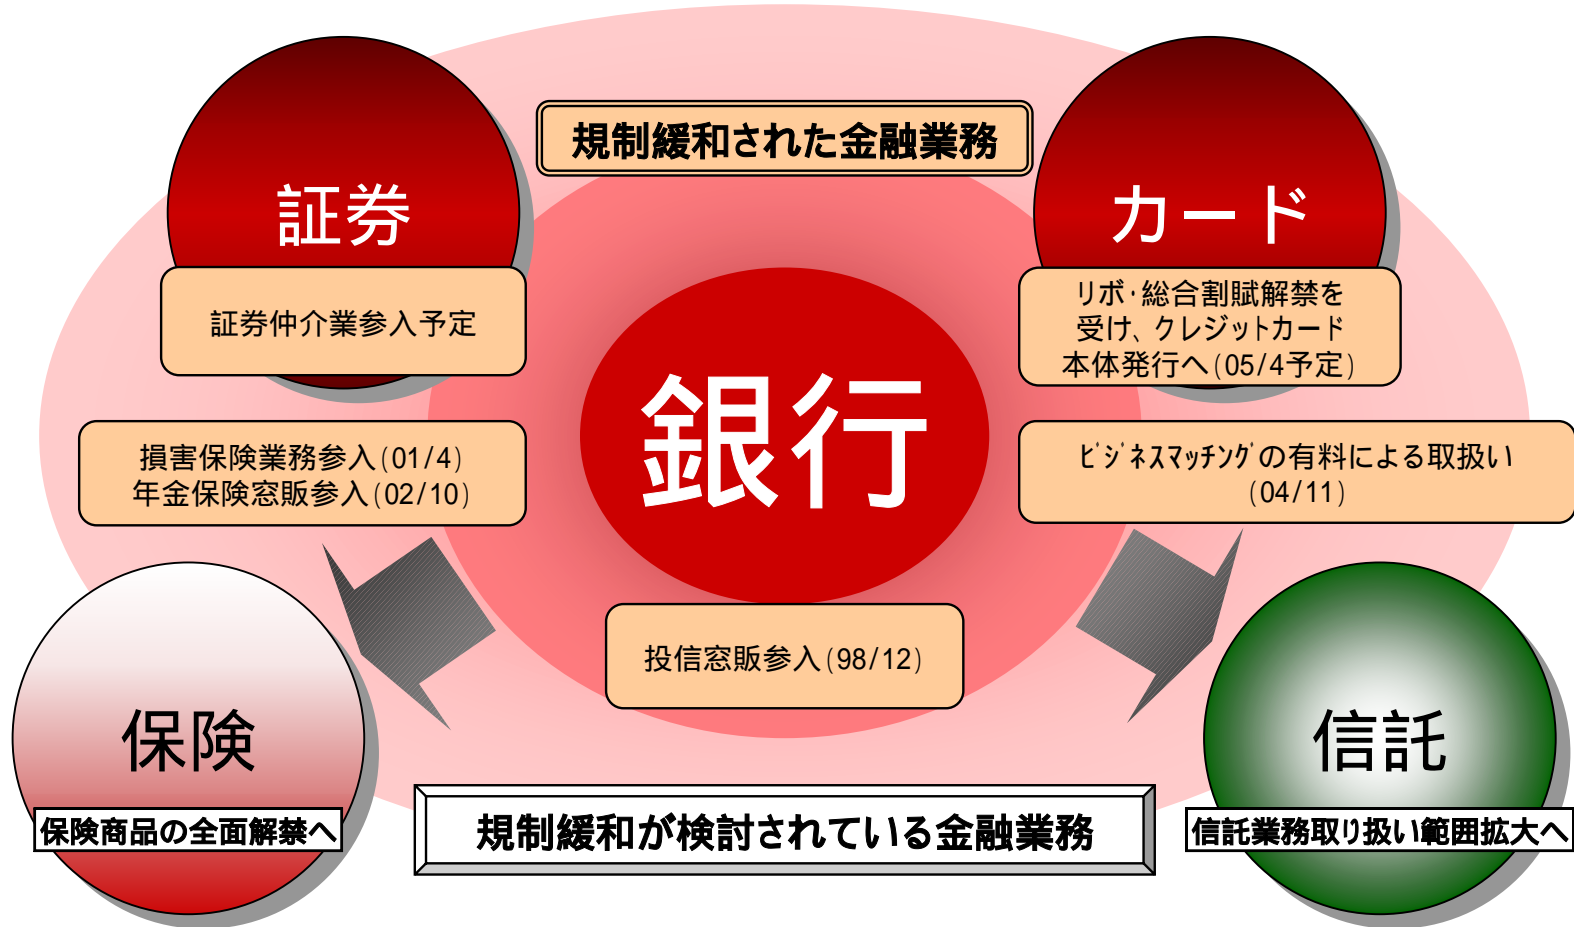 規制緩和された金融業務
証券
証券仲介業参入予定
カード
リボ・総合割賦解禁を
受け、クレジットカード
本体発行へ(05/4予定)
銀行
損害保険業務参入(01/4)
年金保険窓販参入(02/10)
ﾋﾞｼﾞﾈｽﾏｯﾁﾝｸﾞの有料による取扱い
(04/11)
投信窓販参入(98/12)
保険
保険商品の全面解禁へ
信託
信託業務取り扱い範囲拡大へ
規制緩和が検討されている金融業務